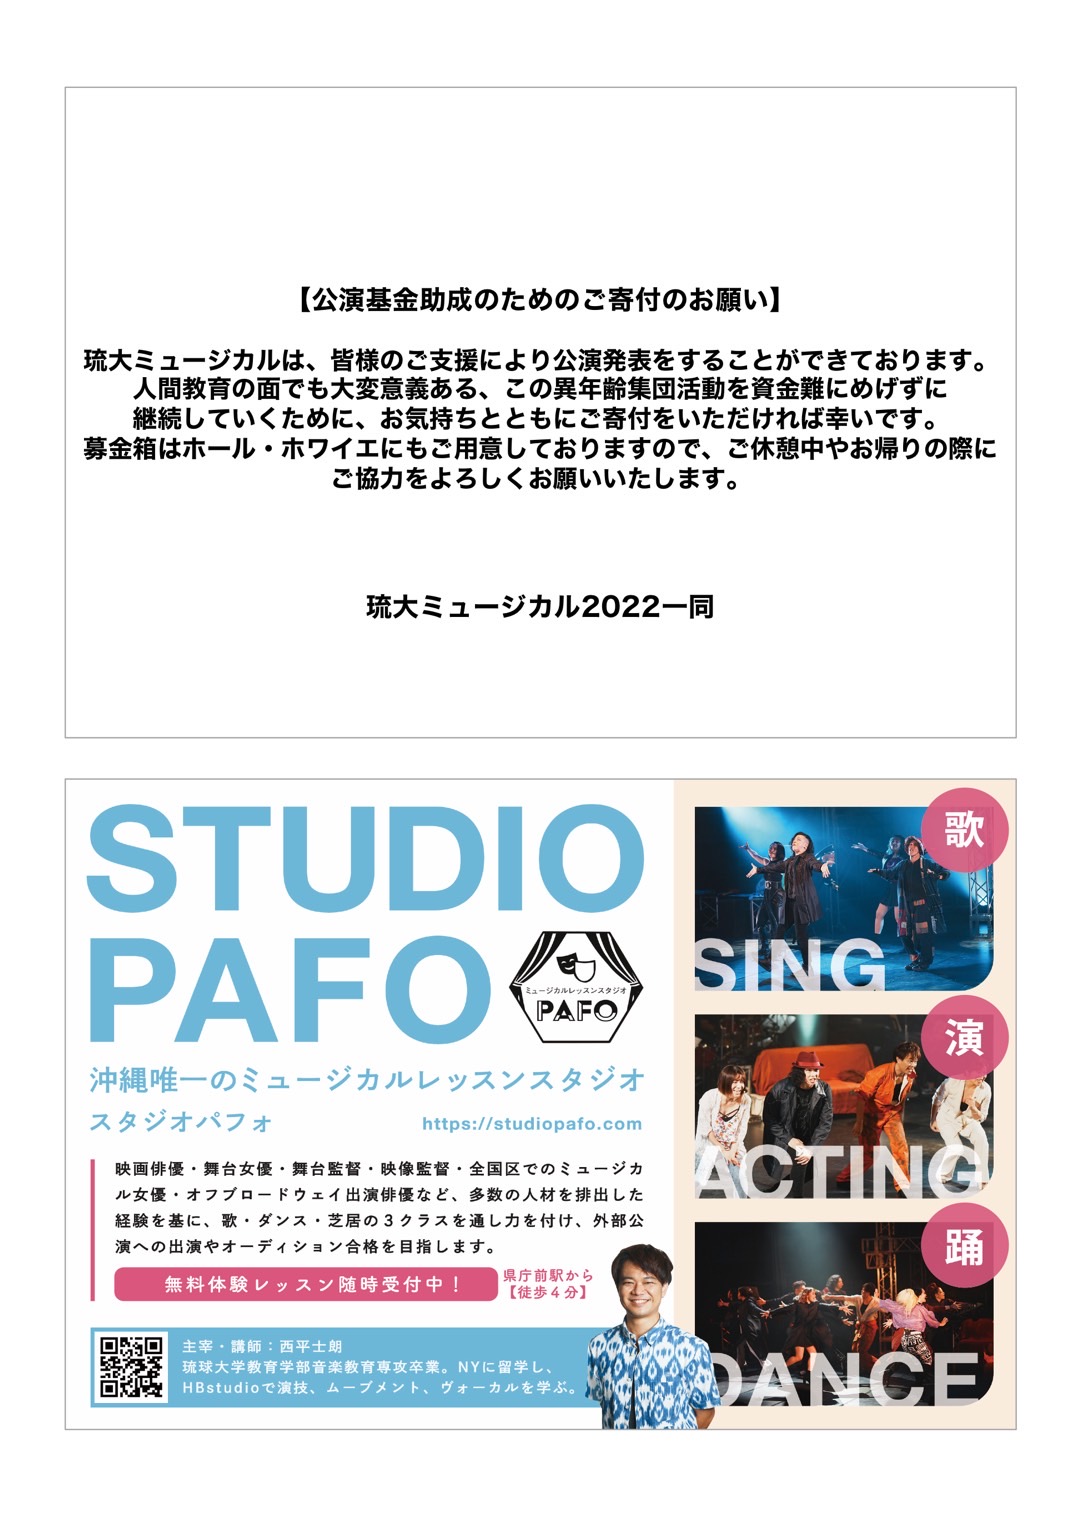 【公演基金助成のためのご寄付のお願い】
琉大ミュージカルは、皆様のご支援により公演発表をすることができております。
人間教育の面でも大変意義ある、この異年齢集団活動を資金難にめげずに
継続していくために、お気持ちとともにご寄付をいただければ幸いです。
募金箱はホール・ホワイエにもご用意しておりますので、ご休憩中やお帰りの際に
ご協力をよろしくお願いいたします。
琉大ミュージカル2022一同
STUDIO
PAFO
ミュージカルレッスンスタジオ
PAFO
沖縄唯一のミュージカルレッスンスタジオ
スタジオパフォ
https://studiopafo.com
映画俳優・舞台女優・舞台監督・映像監督・全国区でのミュージカ
ル女優・オフブロードウェイ出演俳優など、多数の人材を排出した
経験を基に、歌・ダンス・芝居の３クラスを通し力を付け、外部公
演への出演やオーディション合格を目指します。
無料体験レッスン随時受付中！
県庁前駅から
【徒歩４分】
主宰・講師：西平士朗
琉球大学教育学部音楽教育専攻卒業。NYに留学し、
HBstudioで演技、ムーブメント、ヴォーカルを学ぶ。
歌
SING
演
ACTING
踊
DANCE